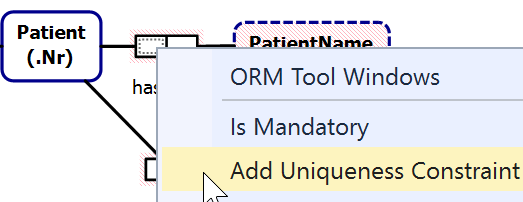 Patient
(.Nr)
PatientName
has
ORM Tool Windows
Is Mandatory
Add Uniqueness Constraint